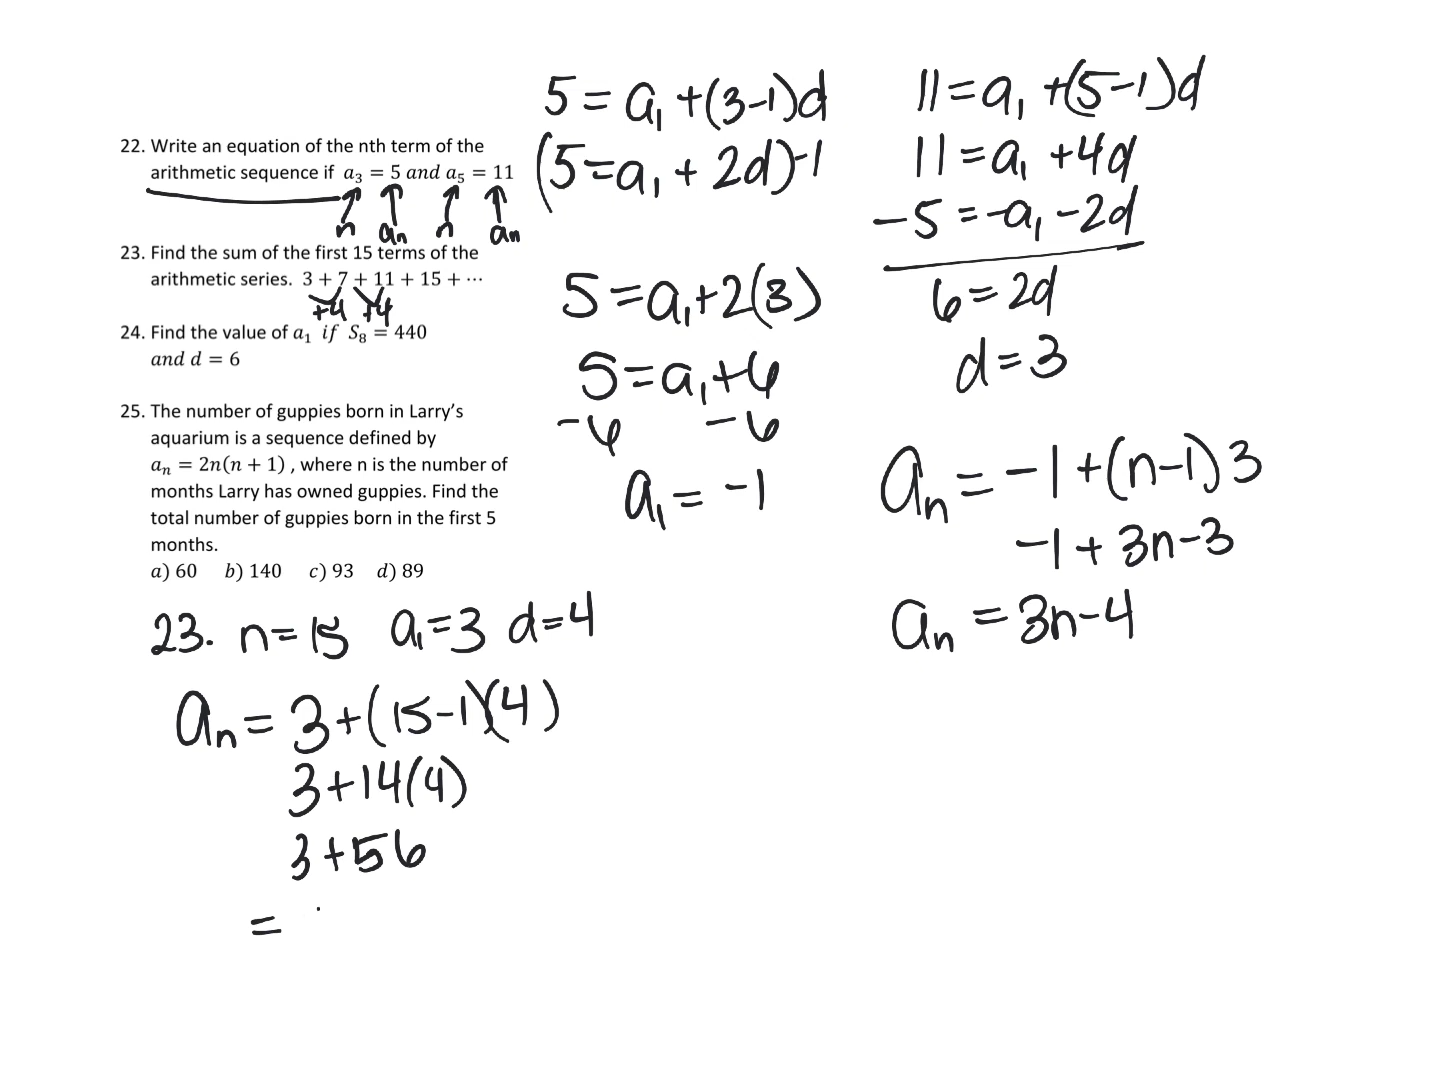 22. Write an equation of the nth term of the
arithmetic sequence if a₃ = 5 and a₅ = 11
n an n an
23. Find the sum of the first 15 terms of the
arithmetic series. 3 + 7 + 11 + 15 + ⋯
+4 +4
24. Find the value of a₁ if S₈ = 440
and d = 6
25. The number of guppies born in Larry’s
aquarium is a sequence defined by
aₙ = 2n(n + 1) , where n is the number of
months Larry has owned guppies. Find the
total number of guppies born in the first 5
months.
a) 60 b) 140 c) 93 d) 89
5 = a₁ + (3-1)d
(5 = a₁ + 2d)-1
5 = a₁+2(3)
5 = a₁+6
-6 -6
a₁ = -1
11 = a₁ +(5-1)d
11 = a₁ +4d
-5 = -a₁ -2d
6 = 2d
d = 3
an = -1 + (n-1)3
-1 + 3n-3
an = 3n-4
23. n=15 a₁=3 d=4
an = 3+(15-1)(4)
3+14(4)
3+56
=